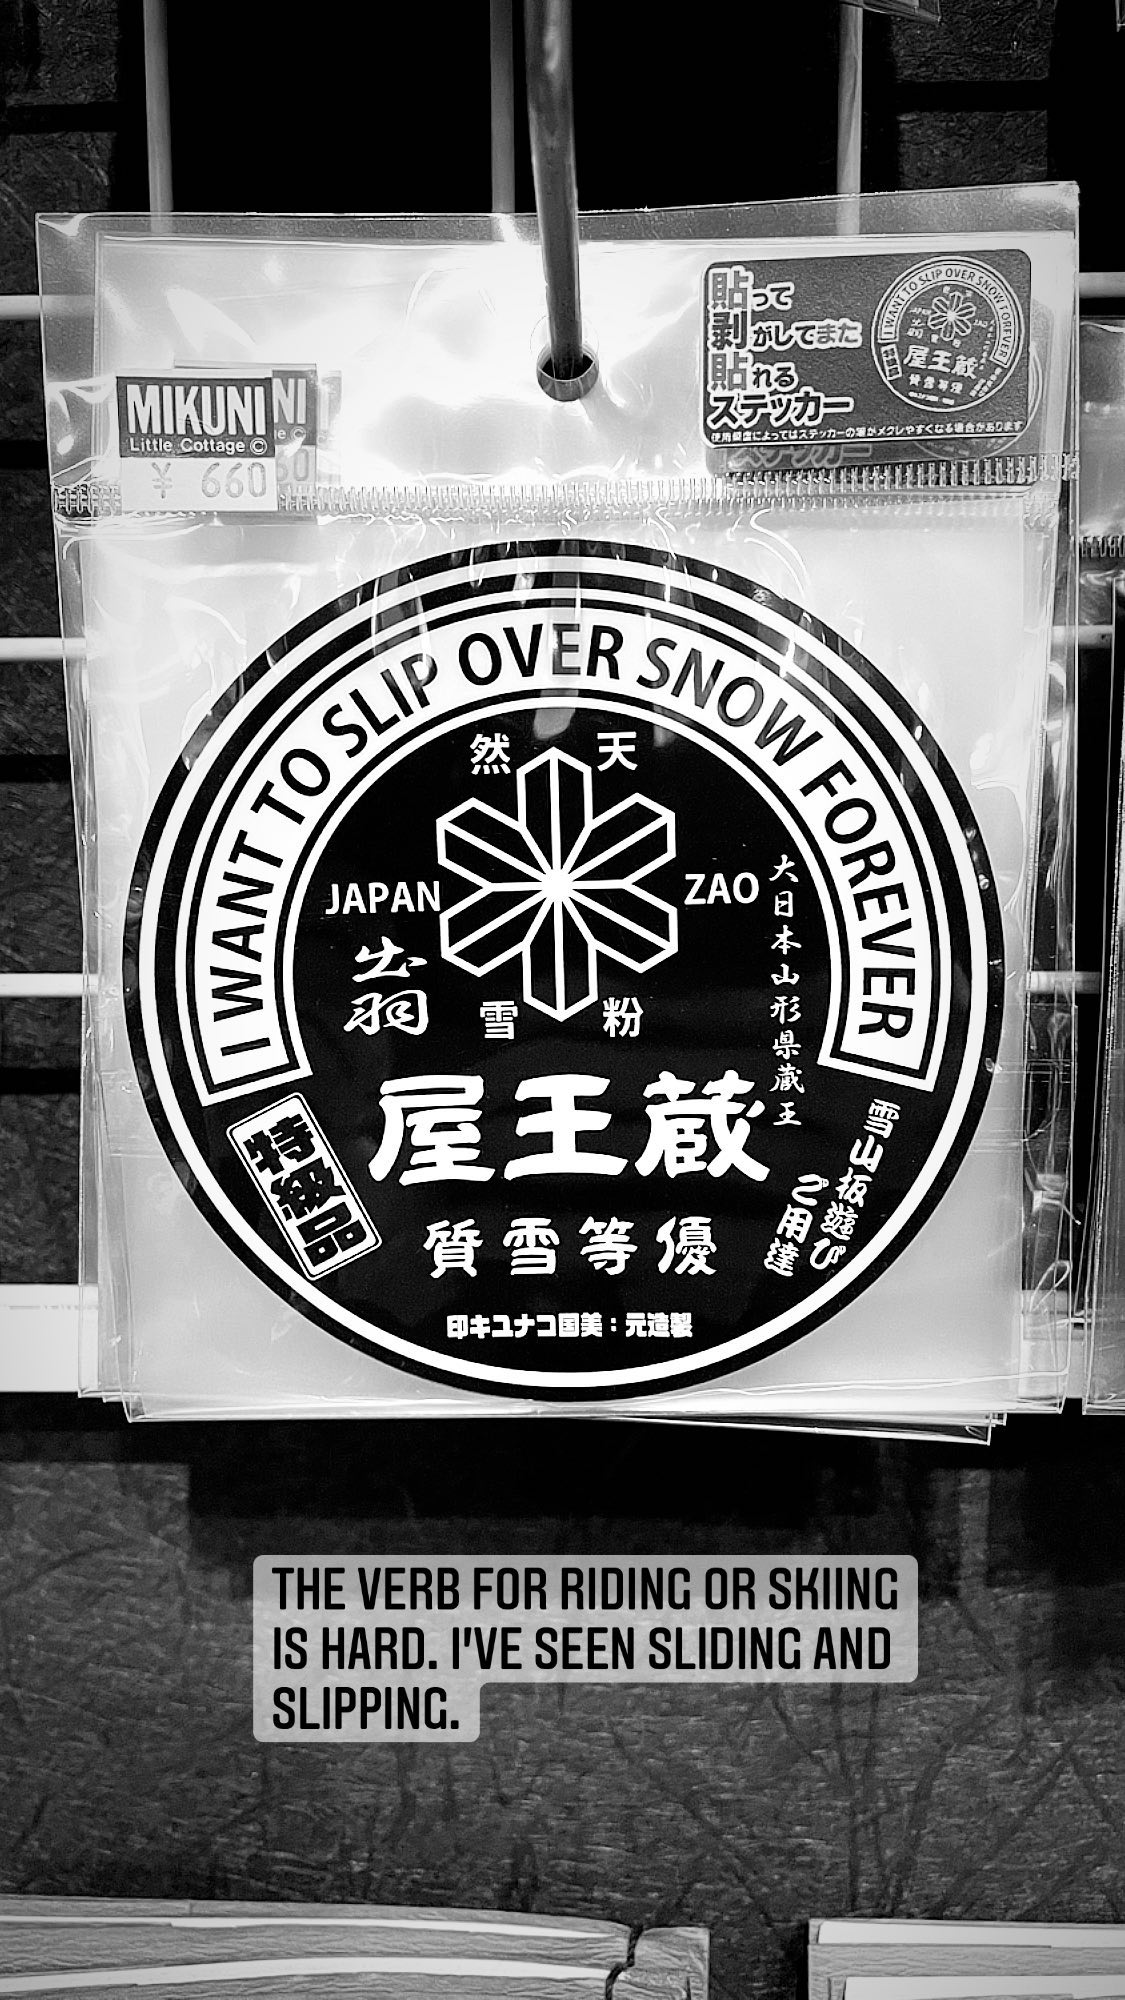 MIKUNI
Little Cottage ©
¥ 660
貼って
剥がしてまた
貼れる
ステッカー
使用頻度によってはステッカーの端がメクレやすくなる場合があります
I WANT TO SLIP OVER SNOW FOREVER
然 天
JAPAN ZAO
出羽
雪 粉
大日本山形県蔵王
屋王蔵
特級品
雪山板遊び
ご用達
質雪等優
印キユナコ国美：元造製
THE VERB FOR RIDING OR SKIING
IS HARD. I'VE SEEN SLIDING AND
SLIPPING.